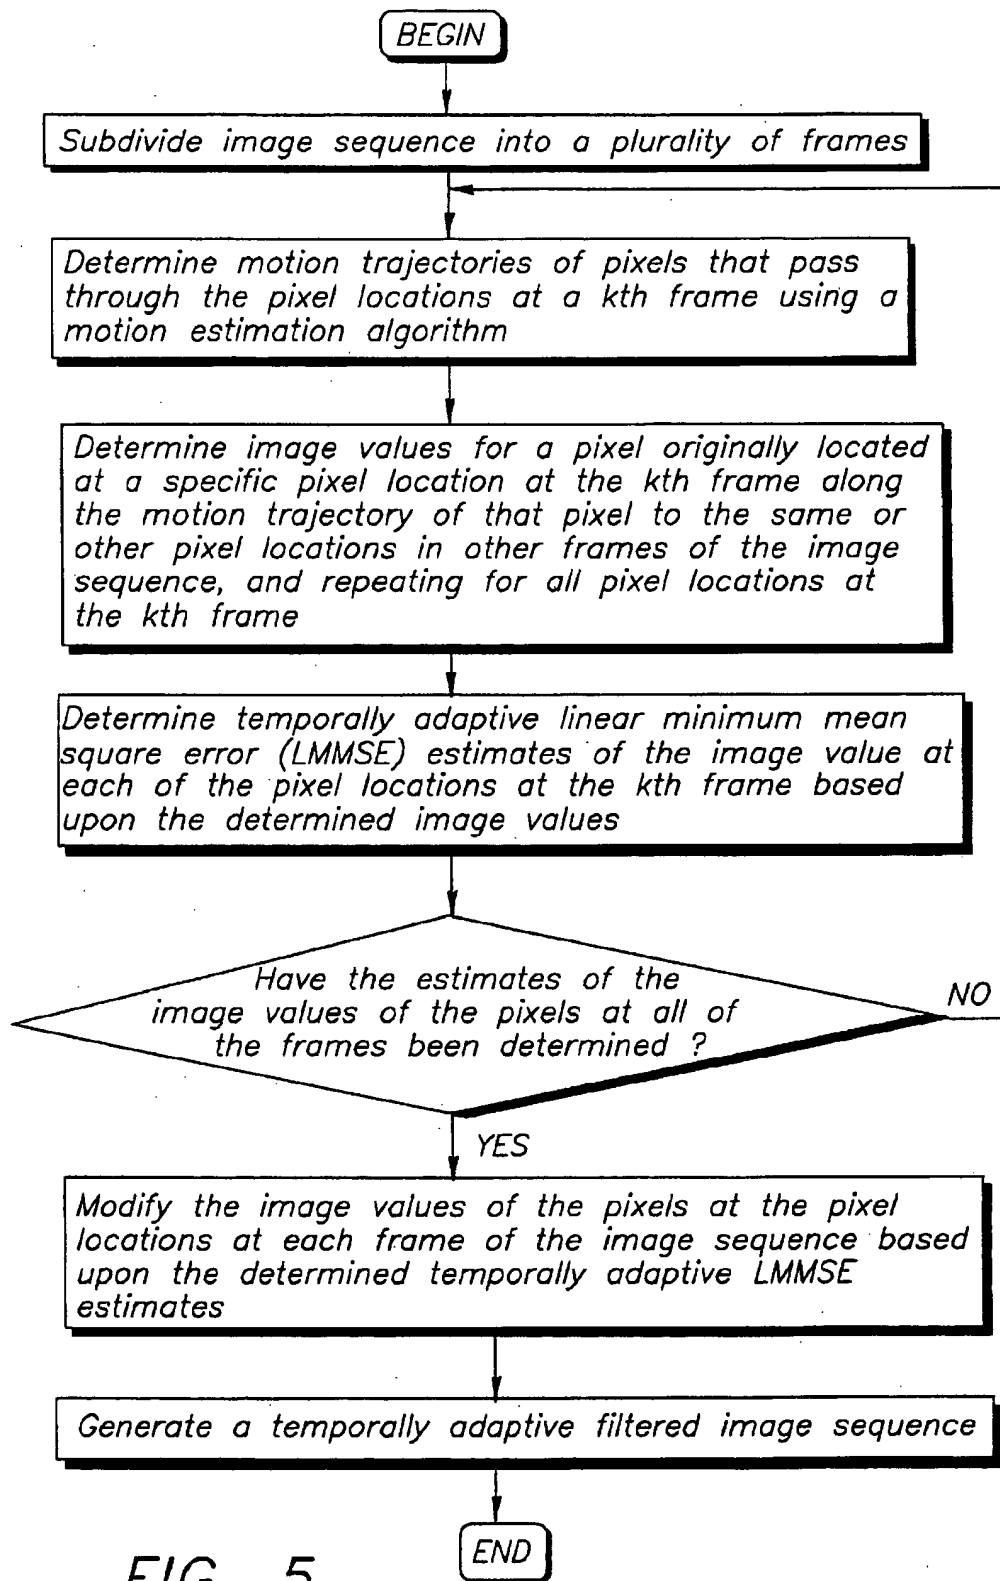 BEGIN
Subdivide image sequence into a plurality of frames
Determine motion trajectories of pixels that pass
through the pixel locations at a kth frame using a
motion estimation algorithm
Determine image values for a pixel originally located
at a specific pixel location at the kth frame along
the motion trajectory of that pixel to the same or
other pixel locations in other frames of the image
sequence, and repeating for all pixel locations at
the kth frame
Determine temporally adaptive linear minimum mean
square error (LMMSE) estimates of the image value at
each of the pixel locations at the kth frame based
upon the determined image values
Have the estimates of the
image values of the pixels at all of
the frames been determined ?
NO
YES
Modify the image values of the pixels at the pixel
locations at each frame of the image sequence based
upon the determined temporally adaptive LMMSE
estimates
Generate a temporally adaptive filtered image sequence
END
FIG. 5